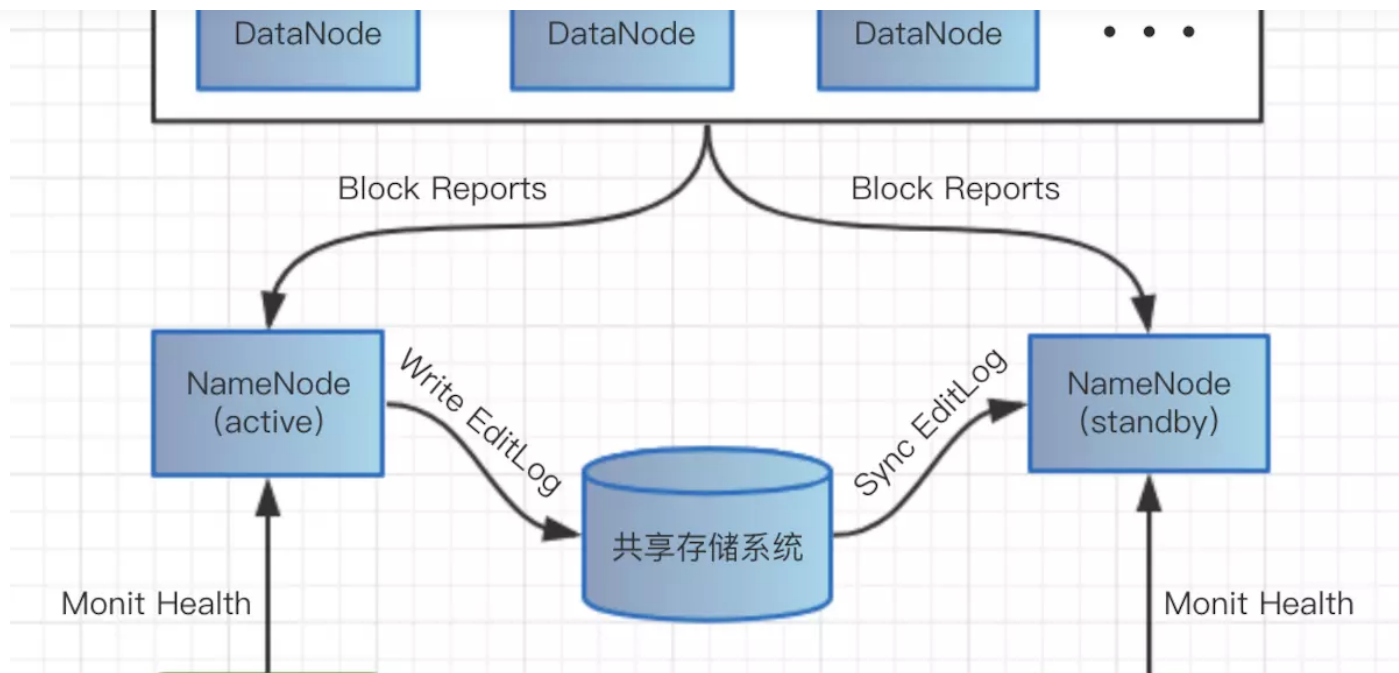 DataNode
DataNode
DataNode
• • •
Block Reports
Block Reports
NameNode
(active)
Write EditLog
Sync EditLog
NameNode
(standby)
共享存储系统
Monit Health
Monit Health